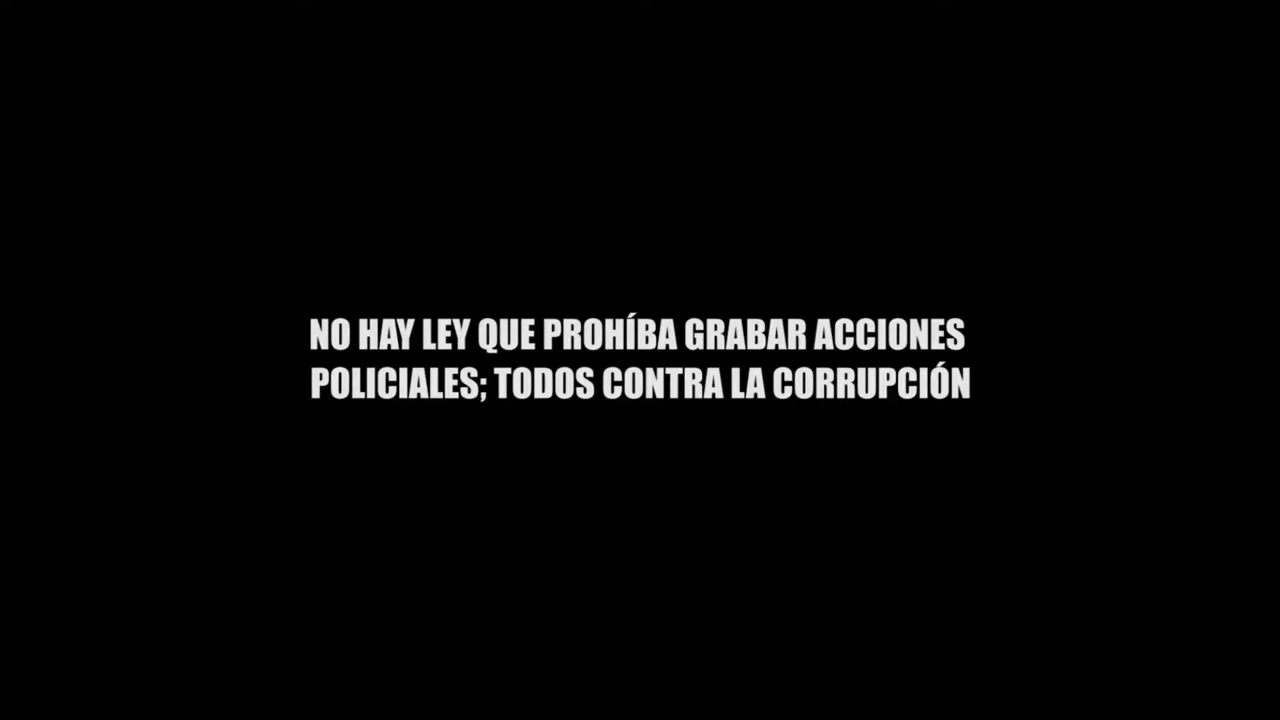 NO HAY LEY QUE PROHÍBA GRABAR ACCIONES
POLICIALES; TODOS CONTRA LA CORRUPCIÓN